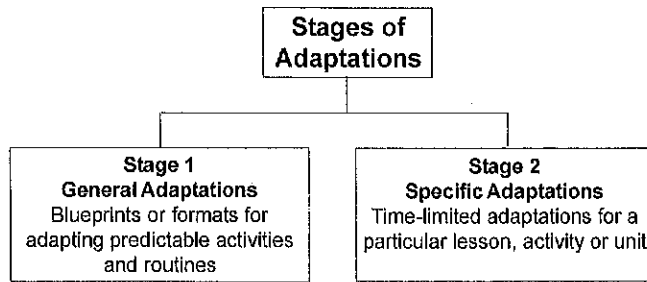 Stages of
Adaptations
Stage 1
General Adaptations
Blueprints or formats for
adapting predictable activities
and routines
Stage 2
Specific Adaptations
Time-limited adaptations for a
particular lesson, activity or unit